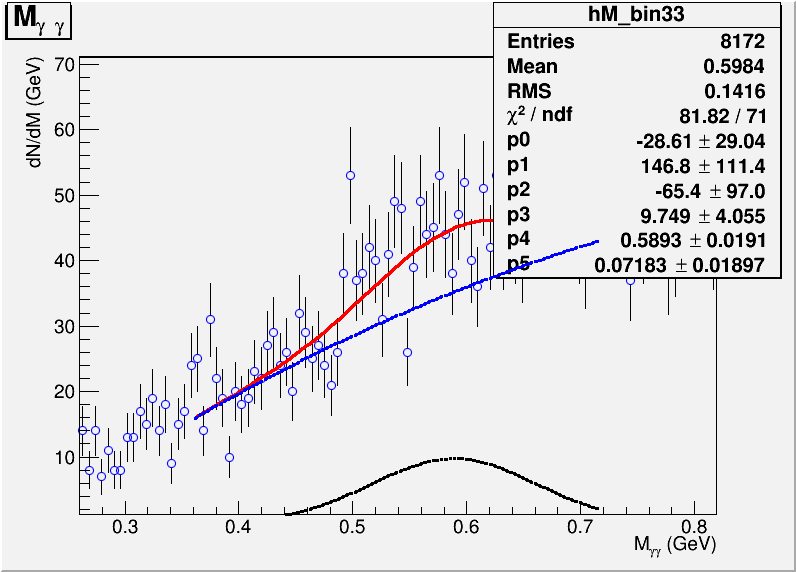 Mγ γ
hM_bin33
Entries 8172
Mean 0.5984
RMS 0.1416
χ² / ndf 81.82 / 71
p0 -28.61 ± 29.04
p1 146.8 ± 111.4
p2 -65.4 ± 97.0
p3 9.749 ± 4.055
p4 0.5893 ± 0.0191
p5 0.07183 ± 0.01897
dN/dM (GeV)
70
60
50
40
30
20
10
0.3 0.4 0.5 0.6 0.7 0.8
Mγγ (GeV)